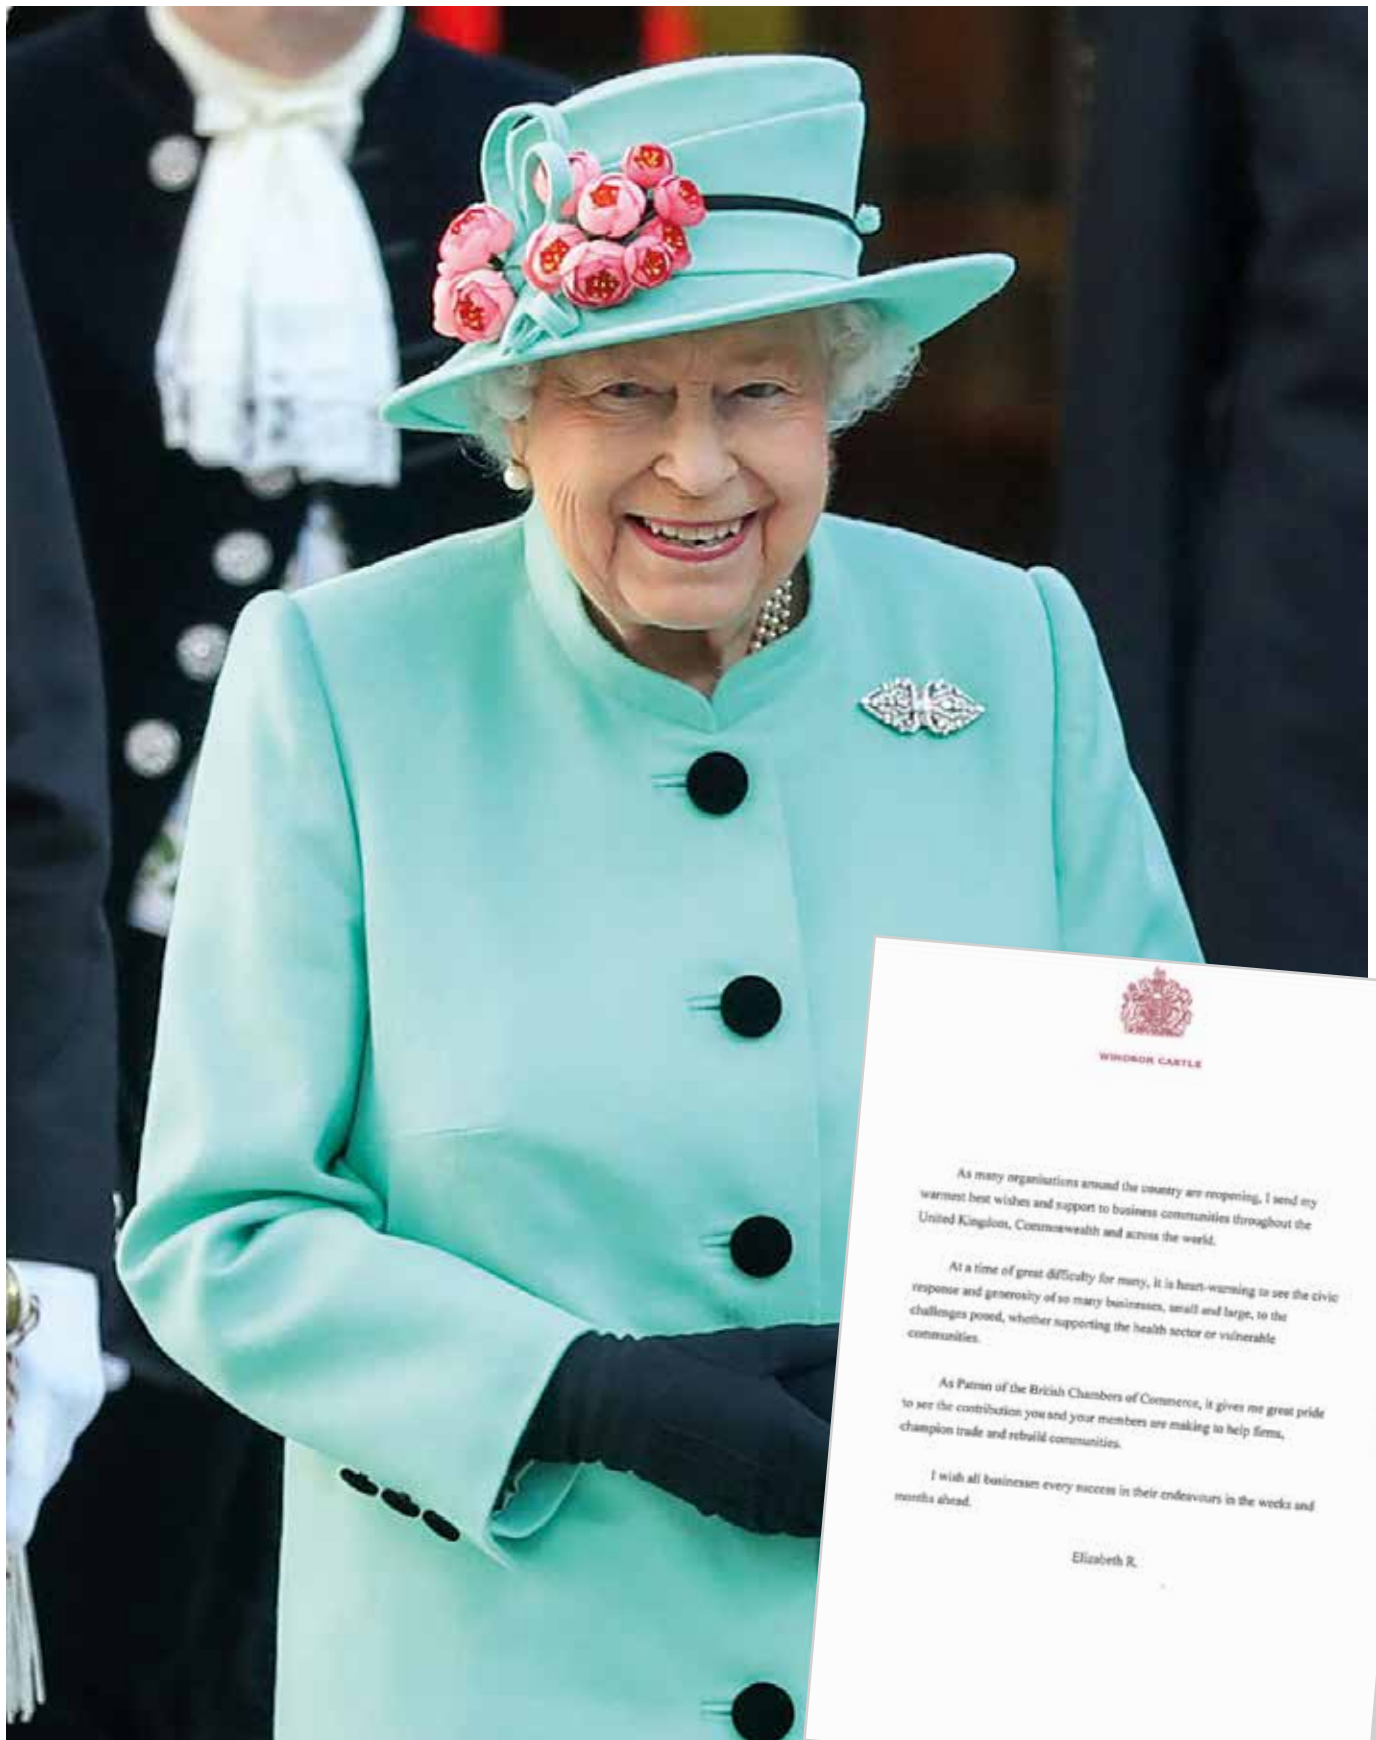 WINDSOR CASTLE
As many organisations around the country are reopening, I send my
warmest best wishes and support to business communities throughout the
United Kingdom, Commonwealth and across the world.
At a time of great difficulty for many, it is heart-warming to see the civic
response and generosity of so many businesses, small and large, to the
challenges posed, whether supporting the health sector or vulnerable
communities.
As Patron of the British Chambers of Commerce, it gives me great pride
to see the contribution you and your members are making to help firms,
champion trade and rebuild communities.
I wish all businesses every success in their endeavours in the weeks and
months ahead.
Elizabeth R.